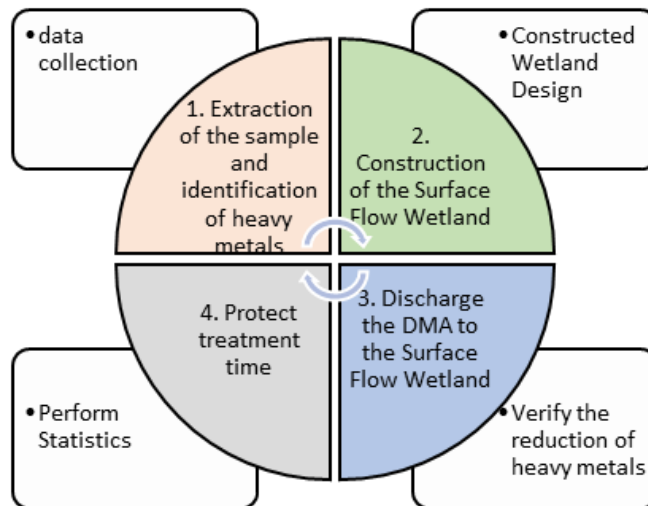 •data
collection
•Constructed
Wetland
Design
1. Extraction
of the sample
and
identification
of heavy
metals
2.
Construction
of the Surface
Flow Wetland
4. Protect
treatment
time
3. Discharge
the DMA to
the Surface
Flow Wetland
•Perform
Statistics
•Verify the
reduction of
heavy metals